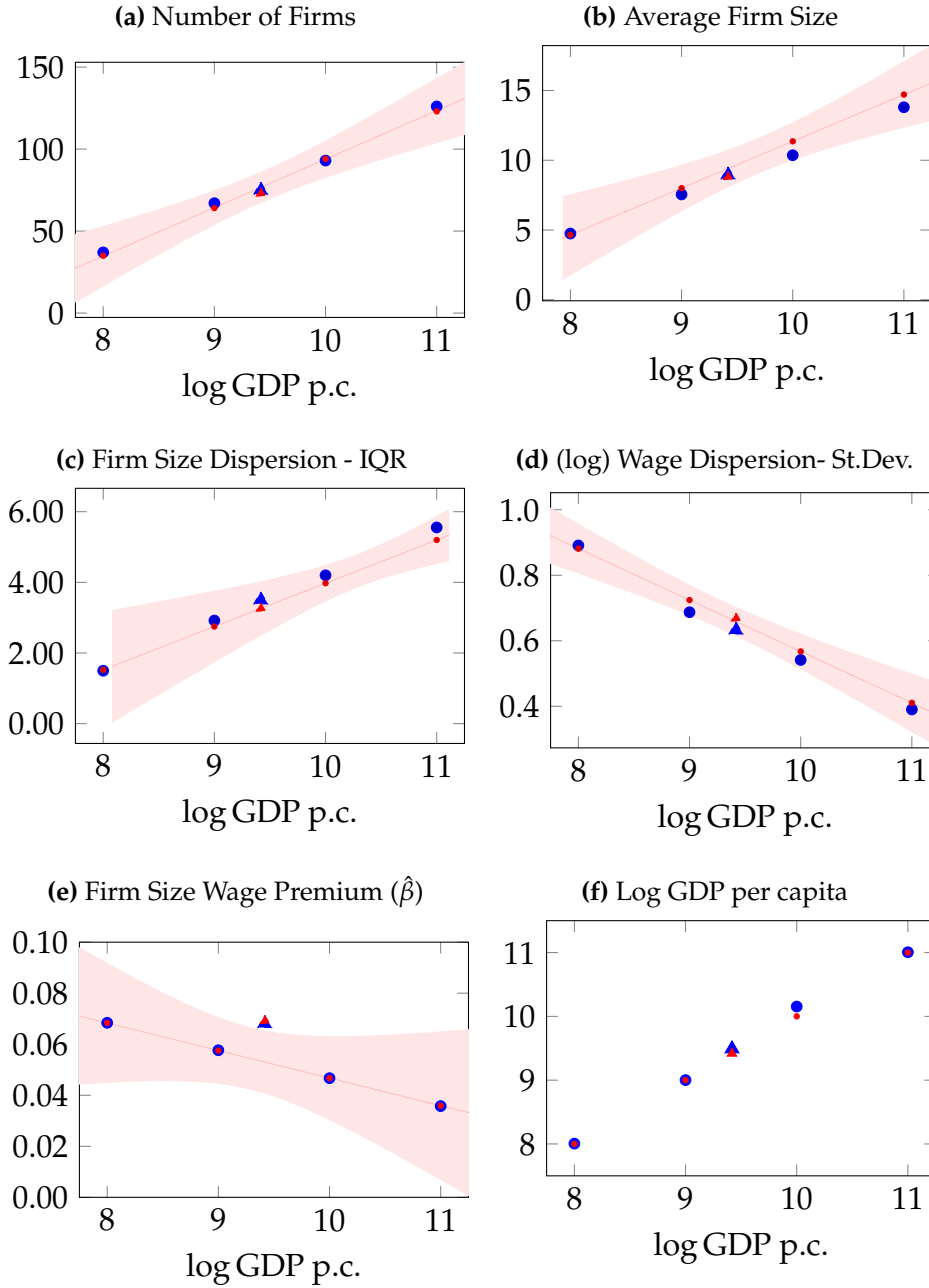 (a) Number of Firms
150
100
50
0
8 9 10 11
log GDP p.c.
(b) Average Firm Size
15
10
5
0
8 9 10 11
log GDP p.c.
(c) Firm Size Dispersion - IQR
6.00
4.00
2.00
0.00
8 9 10 11
log GDP p.c.
(d) (log) Wage Dispersion- St.Dev.
1.0
0.8
0.6
0.4
8 9 10 11
log GDP p.c.
(e) Firm Size Wage Premium (β̂)
0.10
0.08
0.06
0.04
0.02
0.00
8 9 10 11
log GDP p.c.
(f) Log GDP per capita
11
10
9
8
8 9 10 11
log GDP p.c.